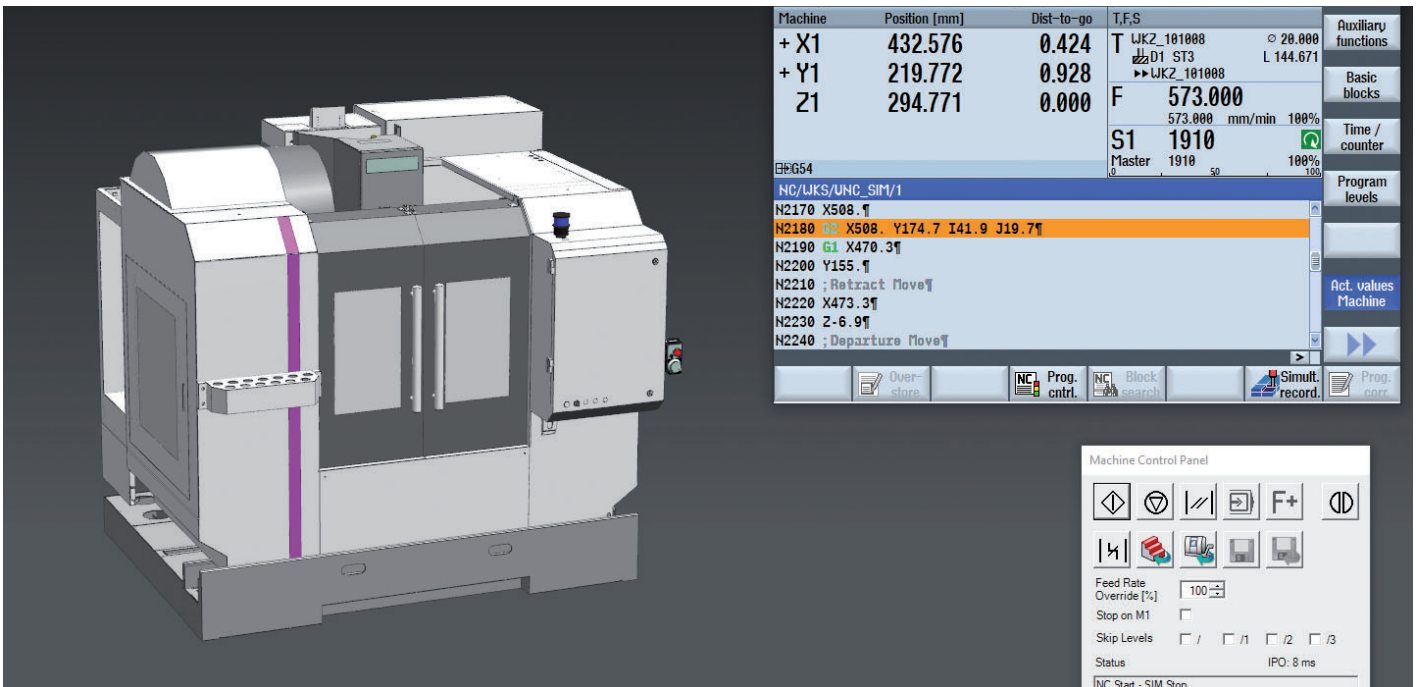 Machine Position [mm] Dist-to-go T,F,S
+ X1 432.576 0.424
+ Y1 219.772 0.928
Z1 294.771 0.000
G54
T WKZ_101008 ⌀ 20.000
D1 ST3 L 144.671
▸▸WKZ_101008
F 573.000
573.000 mm/min 100%
S1 1910
Master 1910 100%
0 50 100
NC/WKS/VNC_SIM/1
N2170 X508.¶
N2180 G2 X508. Y174.7 I41.9 J19.7¶
N2190 G1 X470.3¶
N2200 Y155.¶
N2210 ;Retract Move¶
N2220 X473.3¶
N2230 Z-6.9¶
N2240 ;Departure Move¶
Auxiliary
functions
Basic
blocks
Time /
counter
Program
levels
Act. values
Machine
Over-
store
NC Prog.
cntrl.
NC Block
search
Simult.
record.
Prog.
corr.
Machine Control Panel
F+
Feed Rate
Override [%] 100
Stop on M1
Skip Levels / /1 /2 /3
Status IPO: 8 ms
NC Start - SIM Stop